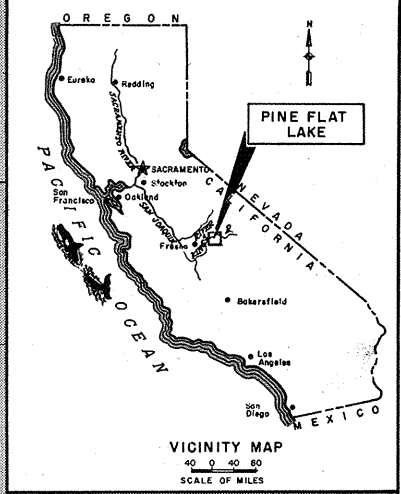 OREGON
N
Eureka
Redding
SACRAMENTO RIVER
PINE FLAT
LAKE
SACRAMENTO
Stockton
San
Francisco
Oakland
SAN JOAQUIN
NEVADA
CALIFORNIA
Fresno
KINGS
R
PACIFIC OCEAN
Bakersfield
Los
Angeles
San
Diego
MEXICO
VICINITY MAP
40 0 40 80
SCALE OF MILES